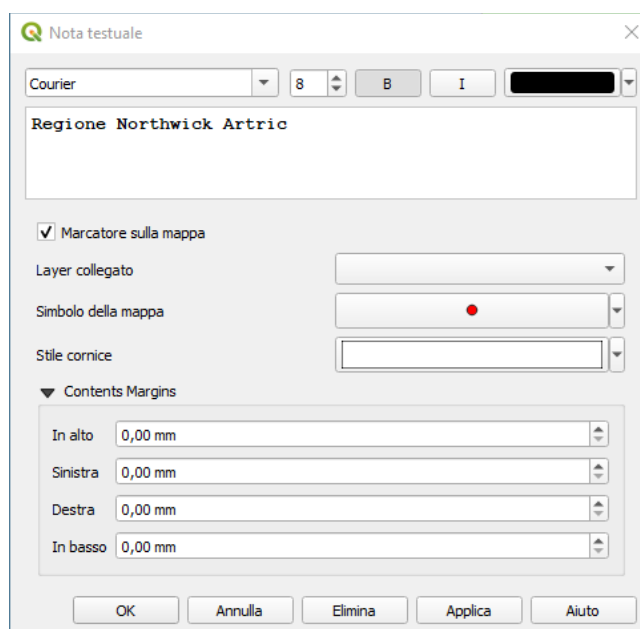 Nota testuale
Courier 8 B I
Regione Northwick Artric
Marcatore sulla mappa
Layer collegato
Simbolo della mappa
Stile cornice
Contents Margins
In alto 0,00 mm
Sinistra 0,00 mm
Destra 0,00 mm
In basso 0,00 mm
OK Annulla Elimina Applica Aiuto